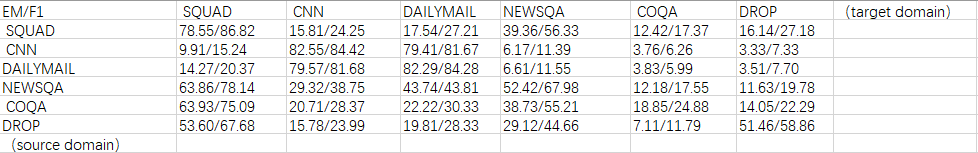 EM/F1 SQUAD CNN DAILYMAIL NEWSQA COQA DROP （target domain）
SQUAD 78.55/86.82 15.81/24.25 17.54/27.21 39.36/56.33 12.42/17.37 16.14/27.18
CNN 9.91/15.24 82.55/84.42 79.41/81.67 6.17/11.39 3.76/6.26 3.33/7.33
DAILYMAIL 14.27/20.37 79.57/81.68 82.29/84.28 6.61/11.55 3.83/5.99 3.51/7.70
NEWSQA 63.86/78.14 29.32/38.75 43.74/43.81 52.42/67.98 12.18/17.55 11.63/19.78
COQA 63.93/75.09 20.71/28.37 22.22/30.33 38.73/55.21 18.85/24.88 14.05/22.29
DROP 53.60/67.68 15.78/23.99 19.81/28.33 29.12/44.66 7.11/11.79 51.46/58.86
（source domain）